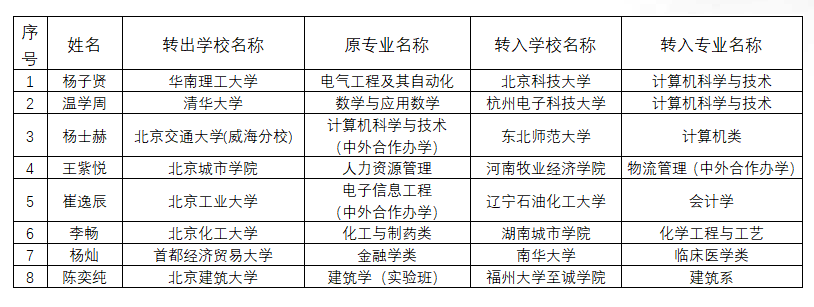 序号 姓名 转出学校名称 原专业名称 转入学校名称 转入专业名称
1 杨子贤 华南理工大学 电气工程及其自动化 北京科技大学 计算机科学与技术
2 温学周 清华大学 数学与应用数学 杭州电子科技大学 计算机科学与技术
3 杨士赫 北京交通大学(威海分校) 计算机科学与技术(中外合作办学) 东北师范大学 计算机类
4 王紫悦 北京城市学院 人力资源管理 河南牧业经济学院 物流管理(中外合作办学)
5 崔逸辰 北京工业大学 电子信息工程(中外合作办学) 辽宁石油化工大学 会计学
6 李畅 北京化工大学 化工与制药类 湖南城市学院 化学工程与工艺
7 杨灿 首都经济贸易大学 金融学类 南华大学 临床医学类
8 陈奕纯 北京建筑大学 建筑学(实验班) 福州大学至诚学院 建筑系